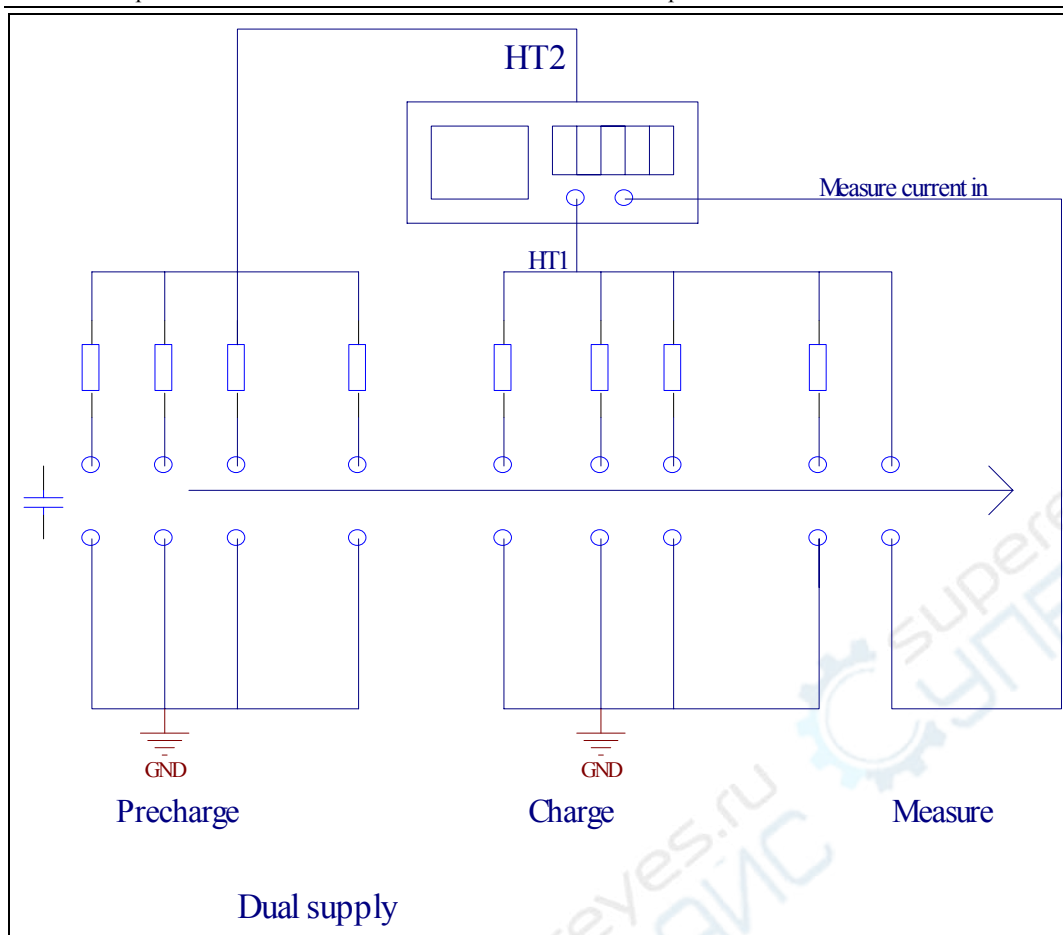 HT2
Measure current in
HT1
GND
GND
Precharge
Charge
Measure
Dual supply